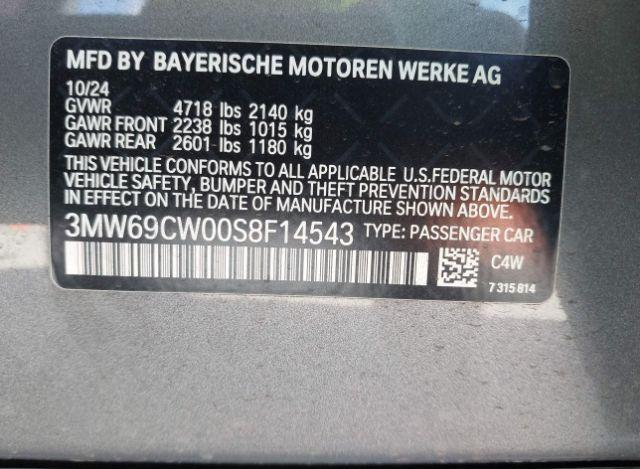 MFD BY BAYERISCHE MOTOREN WERKE AG
10/24
GVWR 4718 lbs 2140 kg
GAWR FRONT 2238 lbs 1015 kg
GAWR REAR 2601 lbs 1180 kg
THIS VEHICLE CONFORMS TO ALL APPLICABLE U.S.FEDERAL MOTOR
VEHICLE SAFETY, BUMPER AND THEFT PREVENTION STANDARDS
IN EFFECT ON THE DATE OF MANUFACTURE SHOWN ABOVE.
3MW69CW00S8F14543 TYPE: PASSENGER CAR
C4W
7 315 814